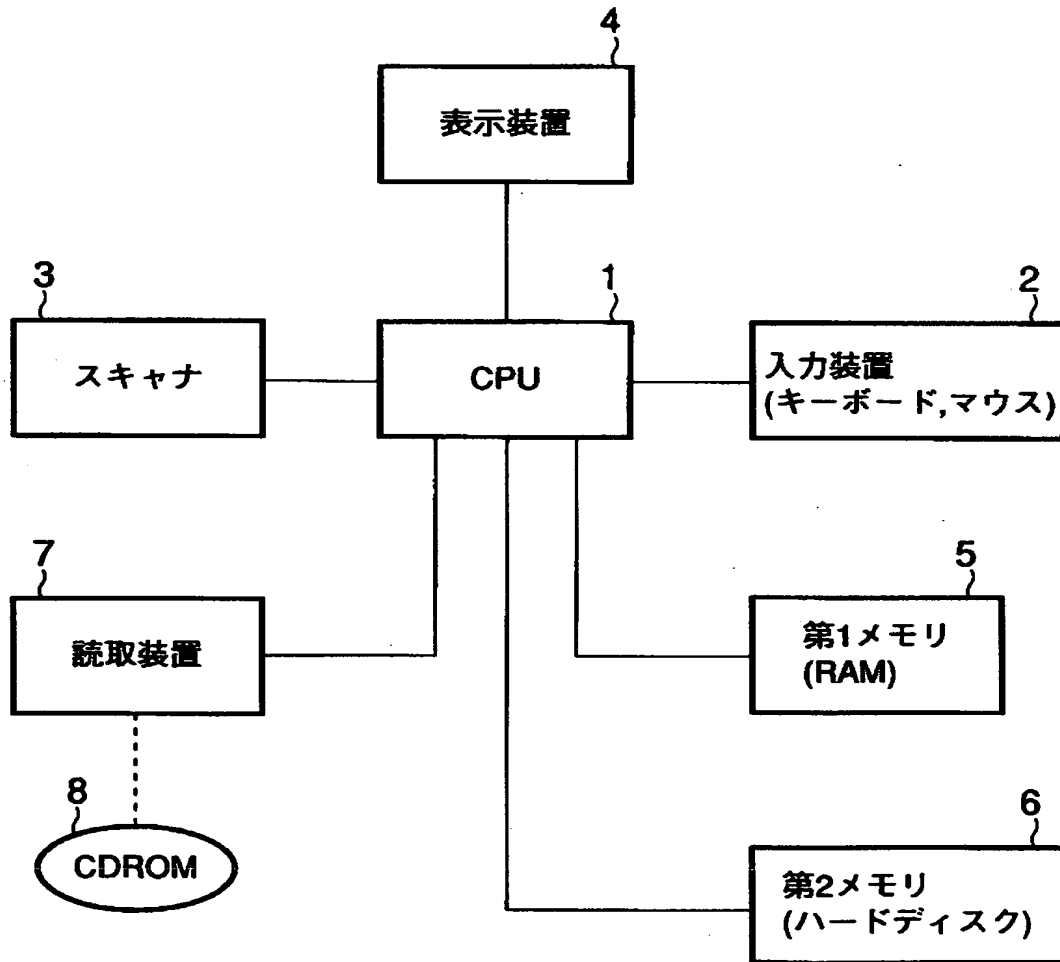 4
表示装置
3
スキャナ
1
CPU
2
入力装置
(キーボード,マウス)
7
読取装置
5
第1メモリ
(RAM)
8
CDROM
6
第2メモリ
(ハードディスク)